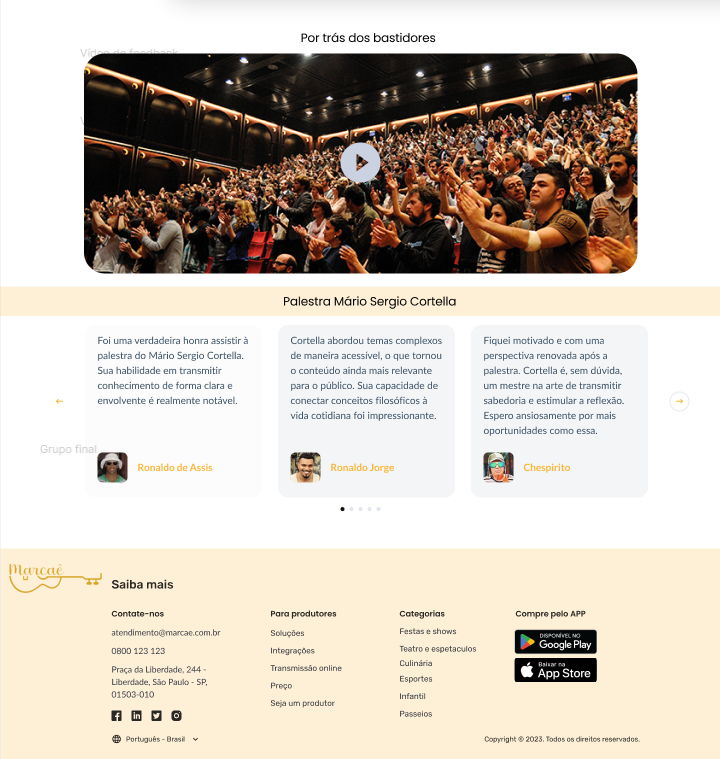 Por trás dos bastidores
Vídeo de feedback
Palestra Mário Sergio Cortella
Foi uma verdadeira honra assistir à
palestra do Mário Sergio Cortella.
Sua habilidade em transmitir
conhecimento de forma clara e
envolvente é realmente notável.
Ronaldo de Assis
Cortella abordou temas complexos
de maneira acessível, o que tornou
o conteúdo ainda mais relevante
para o público. Sua capacidade de
conectar conceitos filosóficos à
vida cotidiana foi impressionante.
Ronaldo Jorge
Fiquei motivado e com uma
perspectiva renovada após a
palestra. Cortella é, sem dúvida,
um mestre na arte de transmitir
sabedoria e estimular a reflexão.
Espero ansiosamente por mais
oportunidades como essa.
Chespirito
Grupo final
Marcaê
Saiba mais
Contate-nos
atendimento@marcae.com.br
0800 123 123
Praça da Liberdade, 244 -
Liberdade, São Paulo - SP,
01503-010
Português - Brasil
Para produtores
Soluções
Integrações
Transmissão online
Preço
Seja um produtor
Categorias
Festas e shows
Teatro e espetaculos
Culinária
Esportes
Infantil
Passeios
Compre pelo APP
DISPONÍVEL NO
Google Play
Baixar na
App Store
Copyright © 2023. Todos os direitos reservados.